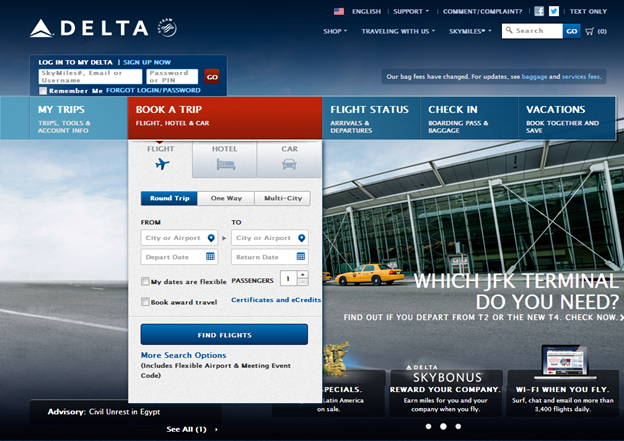 DELTA
SKYTEAM
ENGLISH
SUPPORT
COMMENT/COMPLAINT?
TEXT ONLY
SHOP
TRAVELING WITH US
SKYMILES®
Search
GO
(0)
LOG IN TO MY DELTA | SIGN UP NOW
SkyMiles#, Email or
Username
Password
or PIN
GO
Remember Me FORGOT LOGIN/PASSWORD
Our bag fees have changed. For updates, see baggage and services fees.
MY TRIPS
TRIPS, TOOLS &
ACCOUNT INFO
BOOK A TRIP
FLIGHT, HOTEL & CAR
FLIGHT STATUS
ARRIVALS &
DEPARTURES
CHECK IN
BOARDING PASS &
BAGGAGE
VACATIONS
BOOK TOGETHER AND
SAVE
FLIGHT
HOTEL
CAR
Round Trip
One Way
Multi-City
FROM
TO
City or Airport
City or Airport
Depart Date
Return Date
My dates are flexible
PASSENGERS
1
Book award travel
Certificates and eCredits
FIND FLIGHTS
More Search Options
(Includes Flexible Airport & Meeting Event
Code)
WHICH JFK TERMINAL
DO YOU NEED?
FIND OUT IF YOU DEPART FROM T2 OR THE NEW T4. CHECK NOW.
PECIALS.
Latin America
on sale.
DELTA
SKYBONUS
REWARD YOUR COMPANY.
Earn miles for you and your
company when you fly.
WI-FI WHEN YOU FLY.
Surf, chat and email on more than
3,400 flights daily.
Advisory: Civil Unrest in Egypt
See All (1)